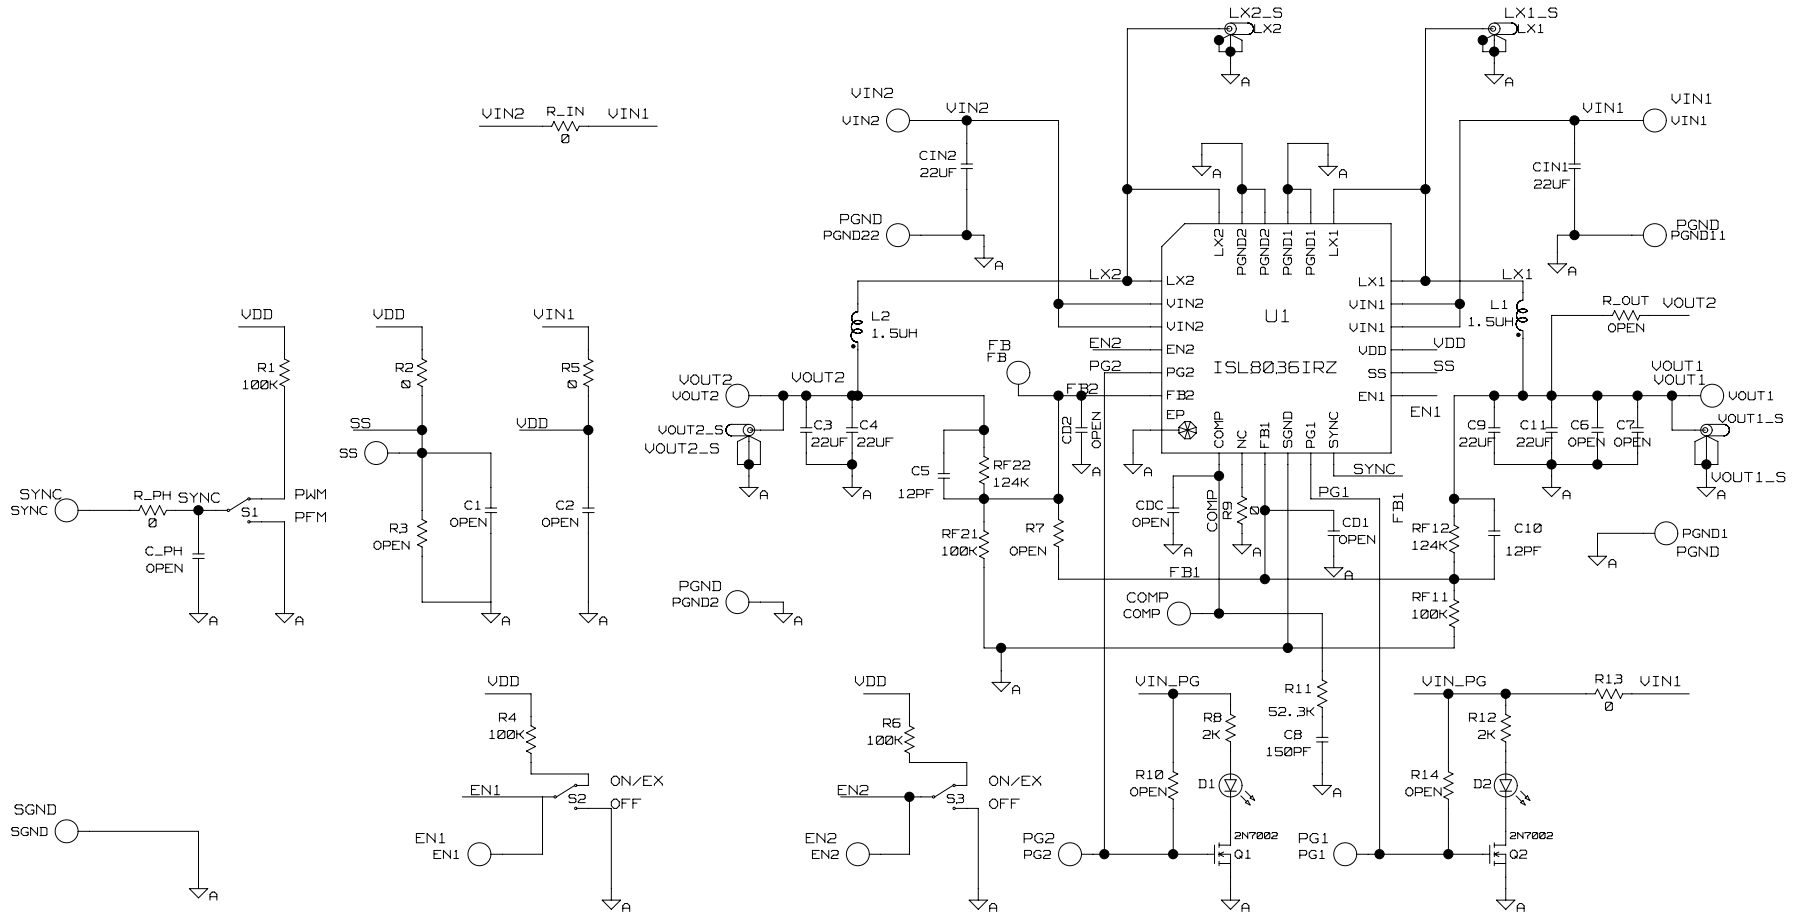 LX2_S
LX2
LX1_S
LX1
A
A
VIN2
R_IN
VIN1
0
VIN2
VIN2
VIN2
CIN2
22UF
PGND
PGND22
A
A
A
VIN1
VIN1
VIN1
CIN1
22UF
PGND
PGND11
A
LX2
PGND2
PGND2
PGND1
PGND1
LX1
LX2
LX2
VIN2
VIN2
EN2
EN2
PG2
PG2
FB2
FB2
EP
U1
ISL8036IRZ
LX1
LX1
VIN1
VIN1
VDD
VDD
SS
SS
EN1
EN1
COMP
NC
FB1
SGND
PG1
SYNC
SYNC
PG1
FB1
L1
1.5UH
R_OUT
OPEN
VOUT2
VDD
R1
100K
VDD
R2
0
VIN1
R5
0
L2
1.5UH
FB
FB
VOUT2
VOUT2
VOUT2
VOUT2_S
VOUT2_S
A
C3
22UF
C4
22UF
A
CD2
OPEN
A
A
VOUT1
VOUT1
VOUT1
VOUT1_S
VOUT1_S
A
C9
22UF
C11
22UF
C6
OPEN
C7
OPEN
A
SS
SS
VDD
C5
12PF
RF22
124K
RF21
100K
R7
OPEN
CDC
OPEN
A
COMP
R9
0
A
CD1
OPEN
A
FB1
RF12
124K
C10
12PF
RF11
100K
PGND1
PGND
A
SYNC
SYNC
R_PH
0
SYNC
S1
PWM
PFM
C_PH
OPEN
A
A
R3
OPEN
C1
OPEN
A
C2
OPEN
A
PGND
PGND2
A
COMP
COMP
A
R11
52.3K
C8
150PF
A
VDD
R4
100K
EN1
S2
ON/EX
OFF
EN1
EN1
A
VDD
R6
100K
EN2
S3
ON/EX
OFF
EN2
EN2
A
VIN_PG
R8
2K
R10
OPEN
D1
2N7002
Q1
PG2
PG2
A
VIN_PG
R13
0
VIN1
R12
2K
R14
OPEN
D2
2N7002
Q2
PG1
PG1
A
SGND
SGND
A